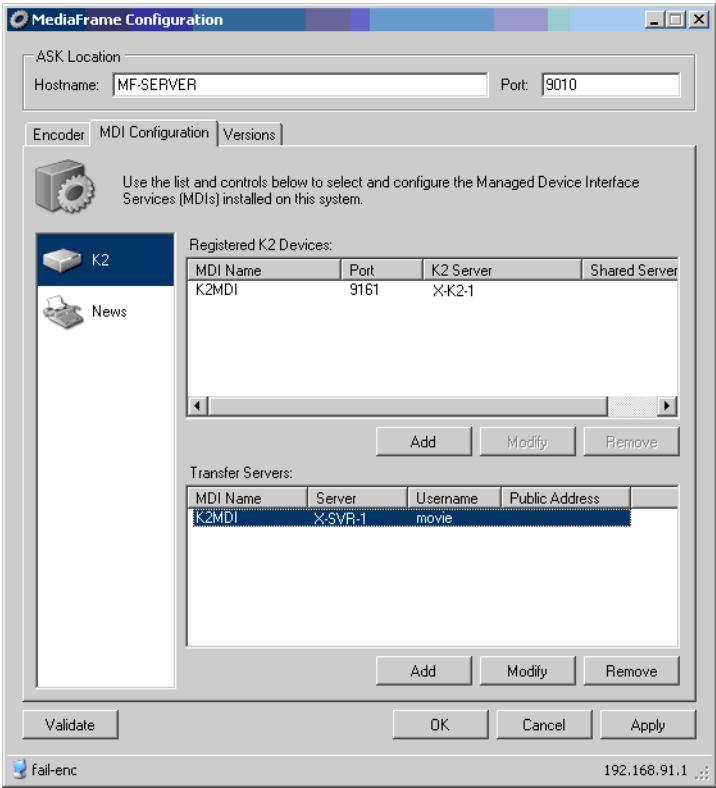 MediaFrame Configuration
ASK Location
Hostname: MF-SERVER Port: 9010
Encoder MDI Configuration Versions
Use the list and controls below to select and configure the Managed Device Interface
Services (MDIs) installed on this system.
K2
News
Registered K2 Devices:
MDI Name Port K2 Server Shared Server
K2MDI 9161 X-K2-1
Add Modify Remove
Transfer Servers:
MDI Name Server Username Public Address
K2MDI X-SVR-1 movie
Add Modify Remove
Validate OK Cancel Apply
fail-enc 192.168.91.1